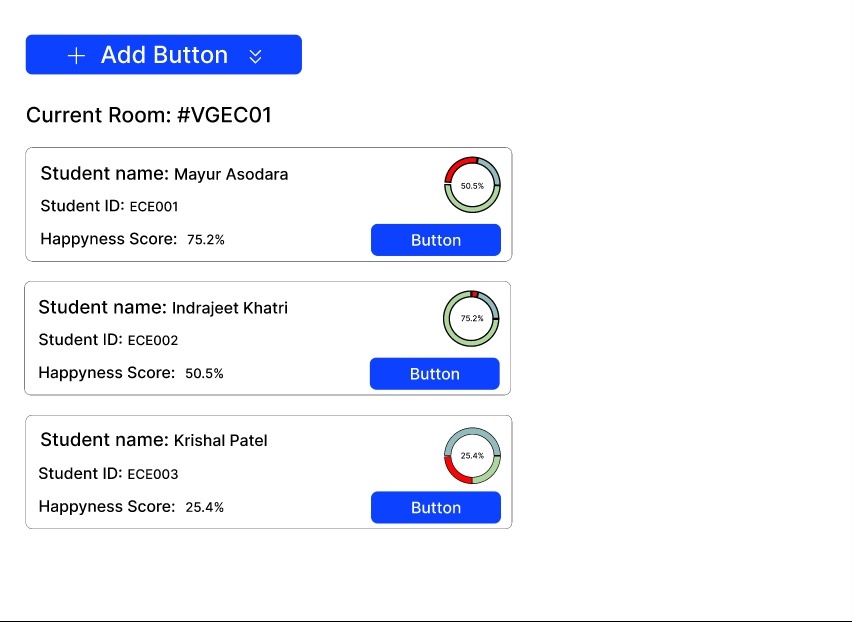 + Add Button
Current Room: #VGEC01
Student name: Mayur Asodara
50.5%
Student ID: ECE001
Happyness Score: 75.2%
Button
Student name: Indrajeet Khatri
75.2%
Student ID: ECE002
Happyness Score: 50.5%
Button
Student name: Krishal Patel
25.4%
Student ID: ECE003
Happyness Score: 25.4%
Button